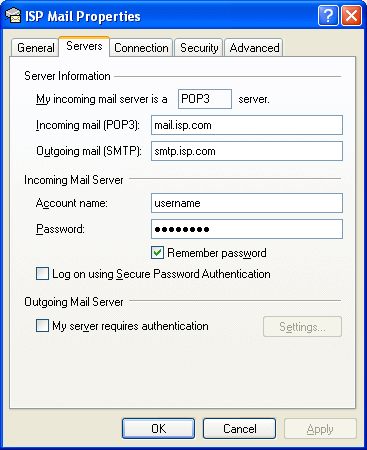 ISP Mail Properties
General Servers Connection Security Advanced
Server Information
My incoming mail server is a POP3 server.
Incoming mail (POP3): mail.isp.com
Outgoing mail (SMTP): smtp.isp.com
Incoming Mail Server
Account name: username
Password: ●●●●●●●●
Remember password
Log on using Secure Password Authentication
Outgoing Mail Server
My server requires authentication Settings...
OK Cancel Apply